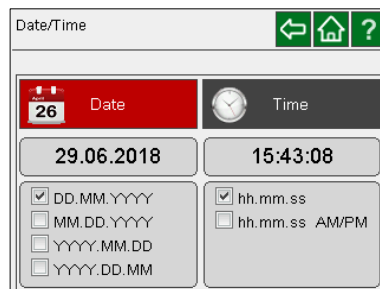 Date/Time
?
April
26
Date
Time
29.06.2018
15:43:08
DD.MM.YYYY
MM.DD.YYYY
YYYY.MM.DD
YYYY.DD.MM
hh.mm.ss
hh.mm.ss AM/PM